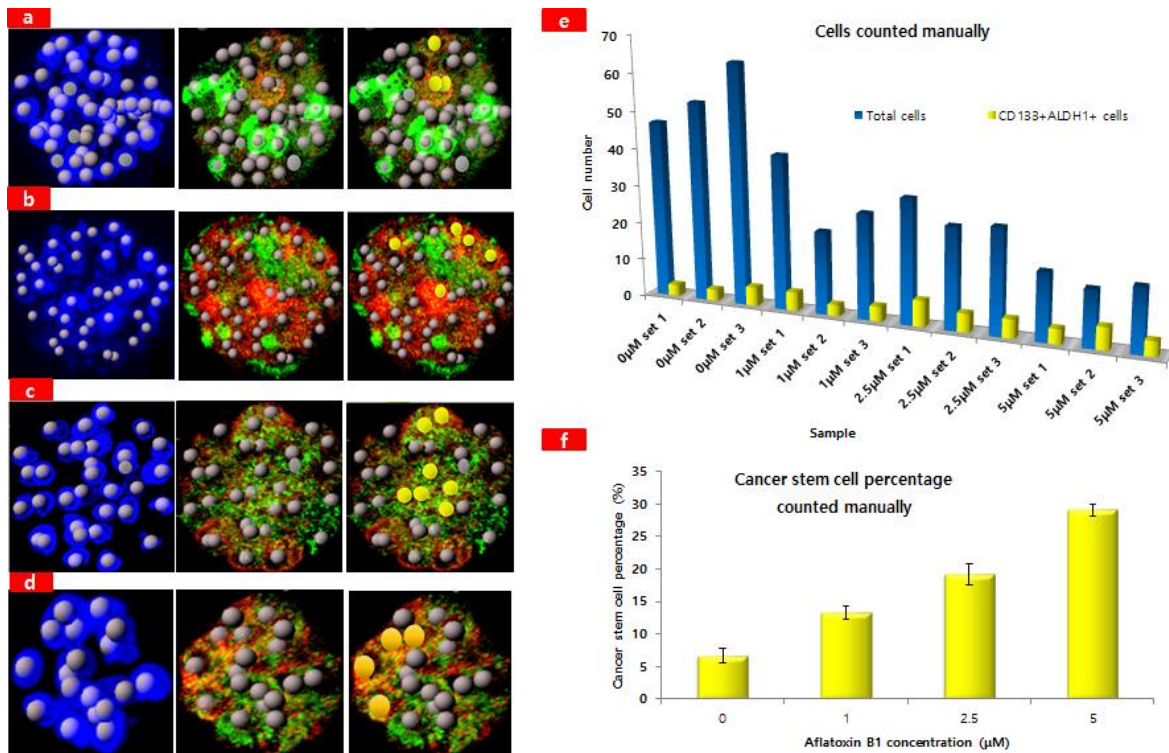 a
b
c
d
e
Cells counted manually
Total cells
CD133+ALDH1+ cells
Cell number
70
60
50
40
30
20
10
0
0µM set 1
0µM set 2
0µM set 3
1µM set 1
1µM set 2
1µM set 3
2.5µM set 1
2.5µM set 2
2.5µM set 3
5µM set 1
5µM set 2
5µM set 3
Sample
f
Cancer stem cell percentage
counted manually
Cancer stem cell percentage (%)
35
30
25
20
15
10
5
0
0
1
2.5
5
Aflatoxin B1 concentration (µM)